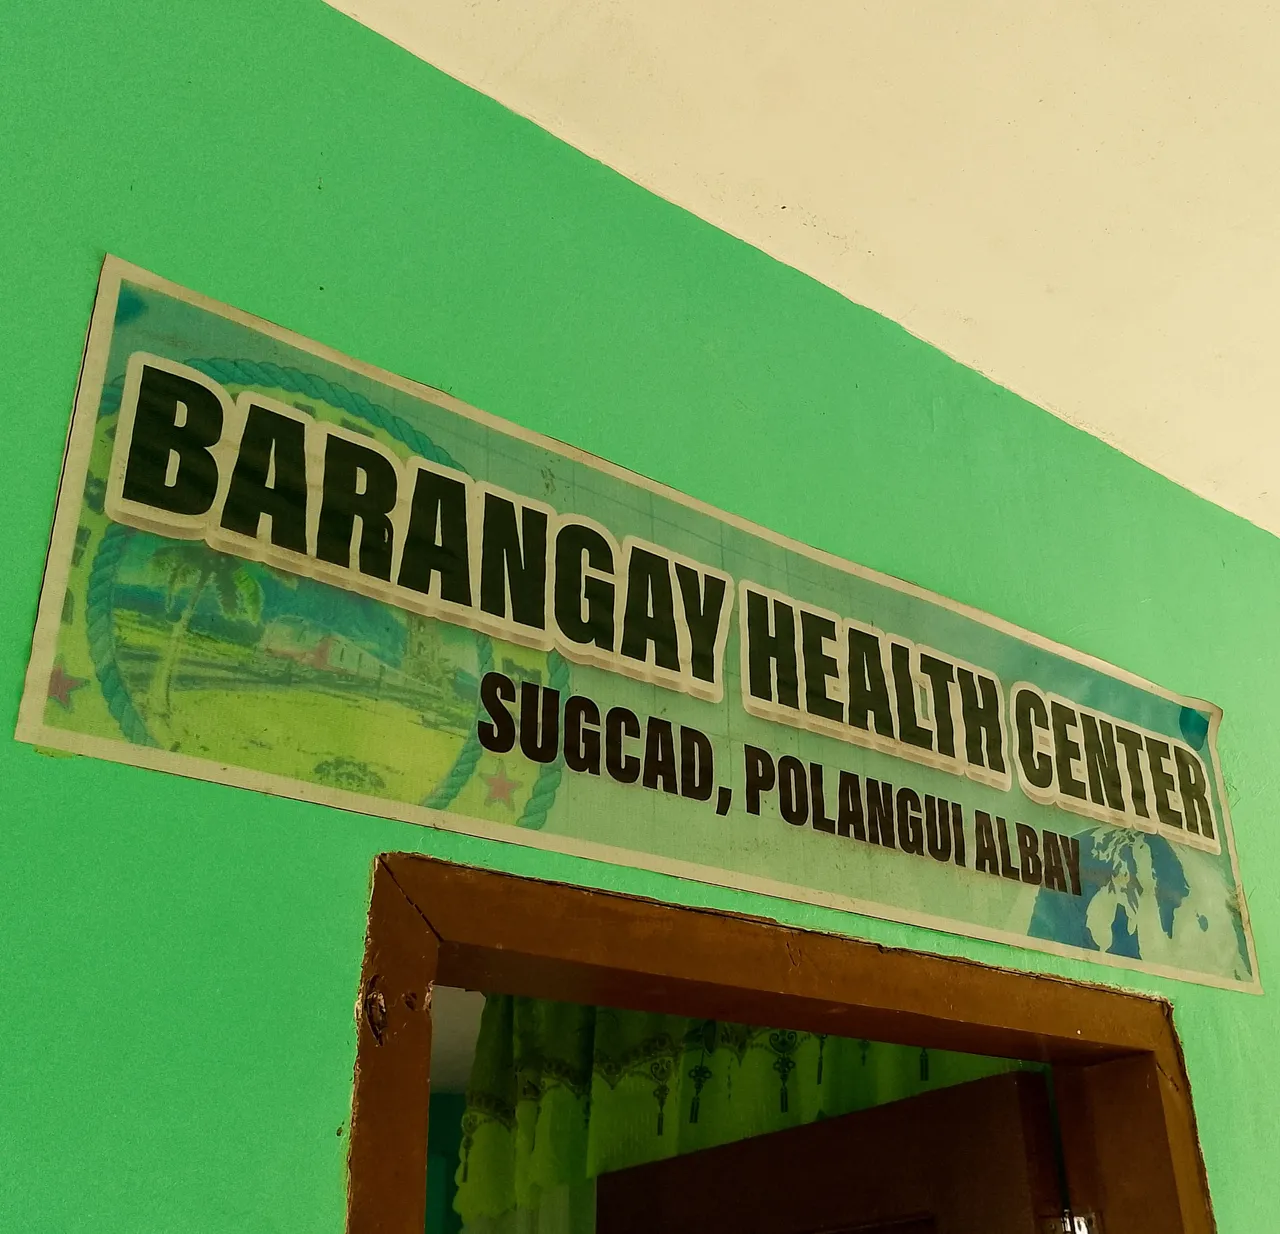 BARANGAY HEALTH CENTER
SUGCAD, POLANGUI ALBAY